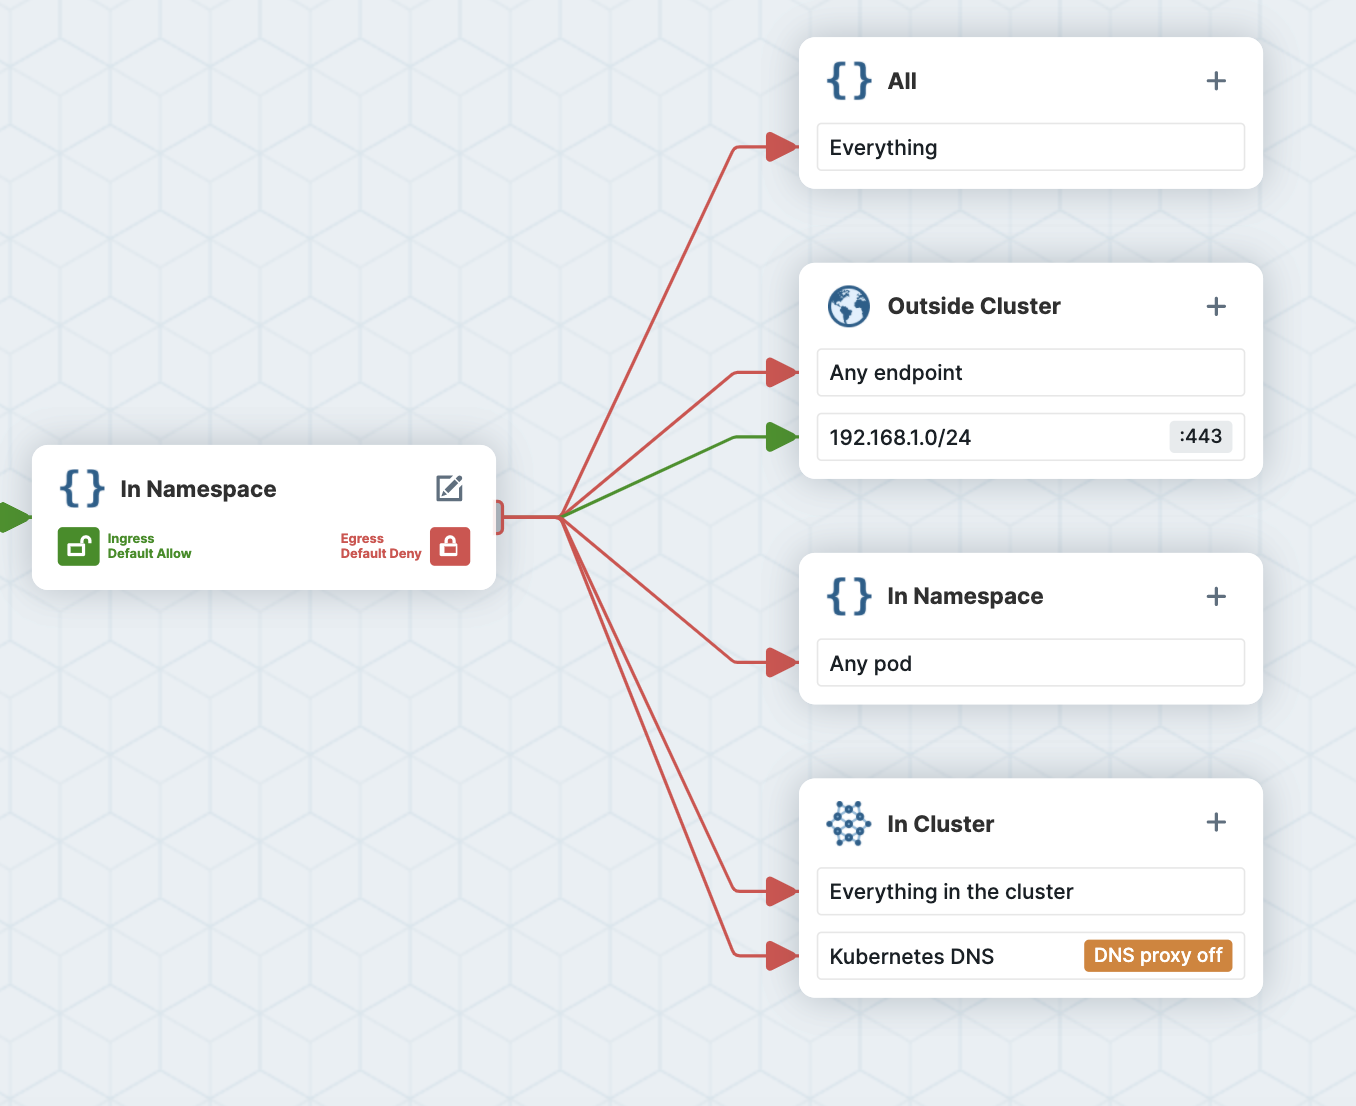 In Namespace
Ingress
Default Allow
Egress
Default Deny
All
Everything
Outside Cluster
Any endpoint
192.168.1.0/24 :443
In Namespace
Any pod
In Cluster
Everything in the cluster
Kubernetes DNS DNS proxy off